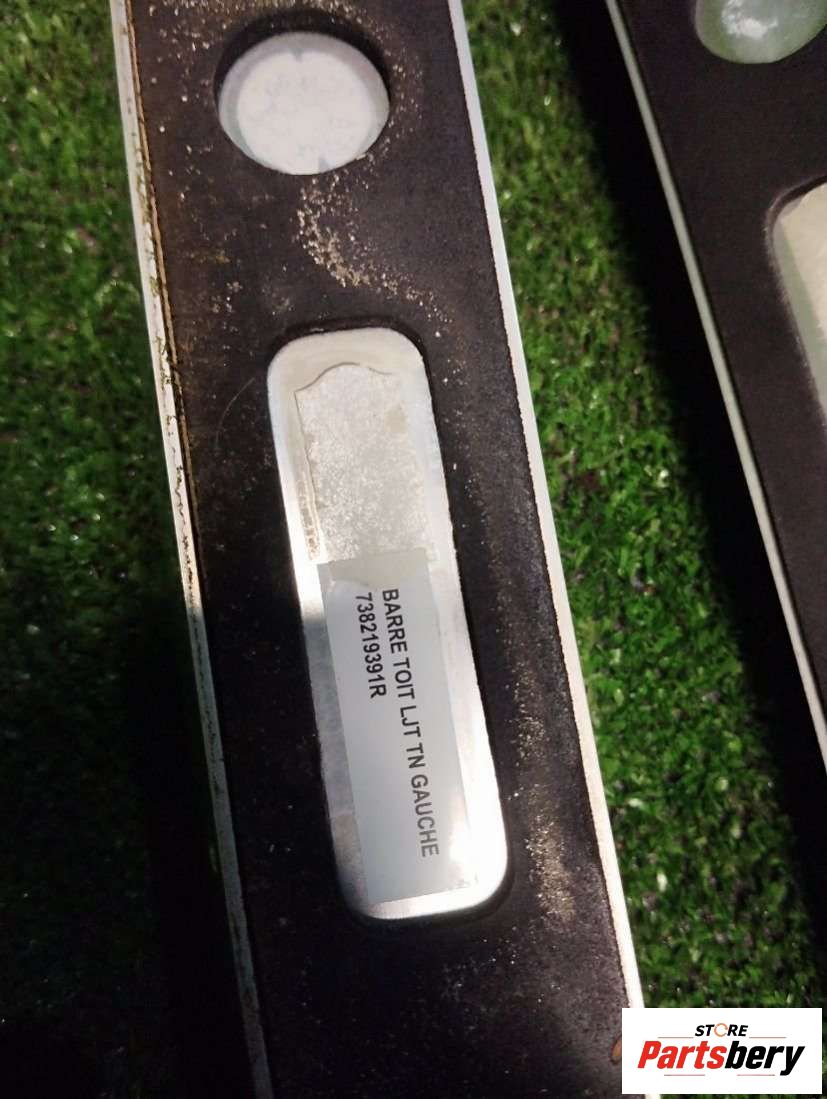 BARRE TOIT LJT TN GAUCHE
738219391R
STORE
Partsbery